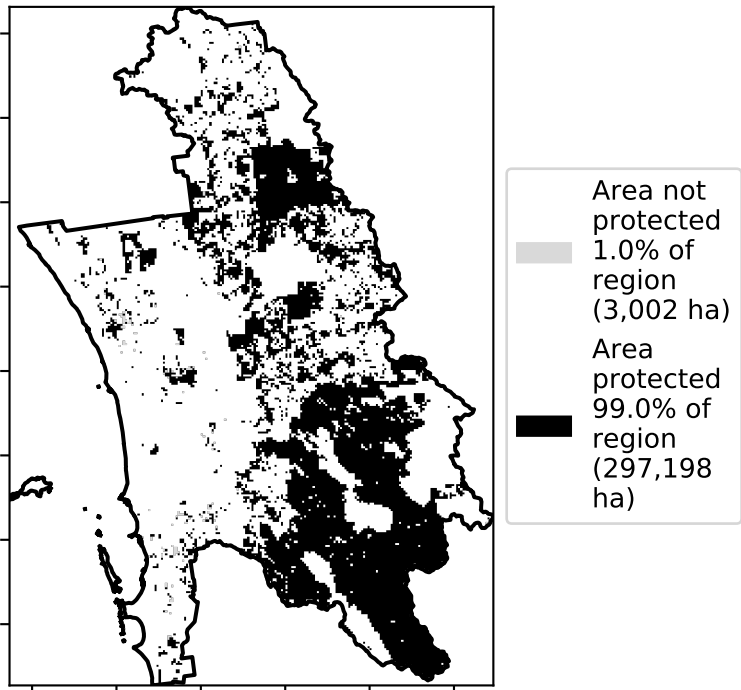 Area not
protected
1.0% of
region
(3,002 ha)
Area
protected
99.0% of
region
(297,198
ha)